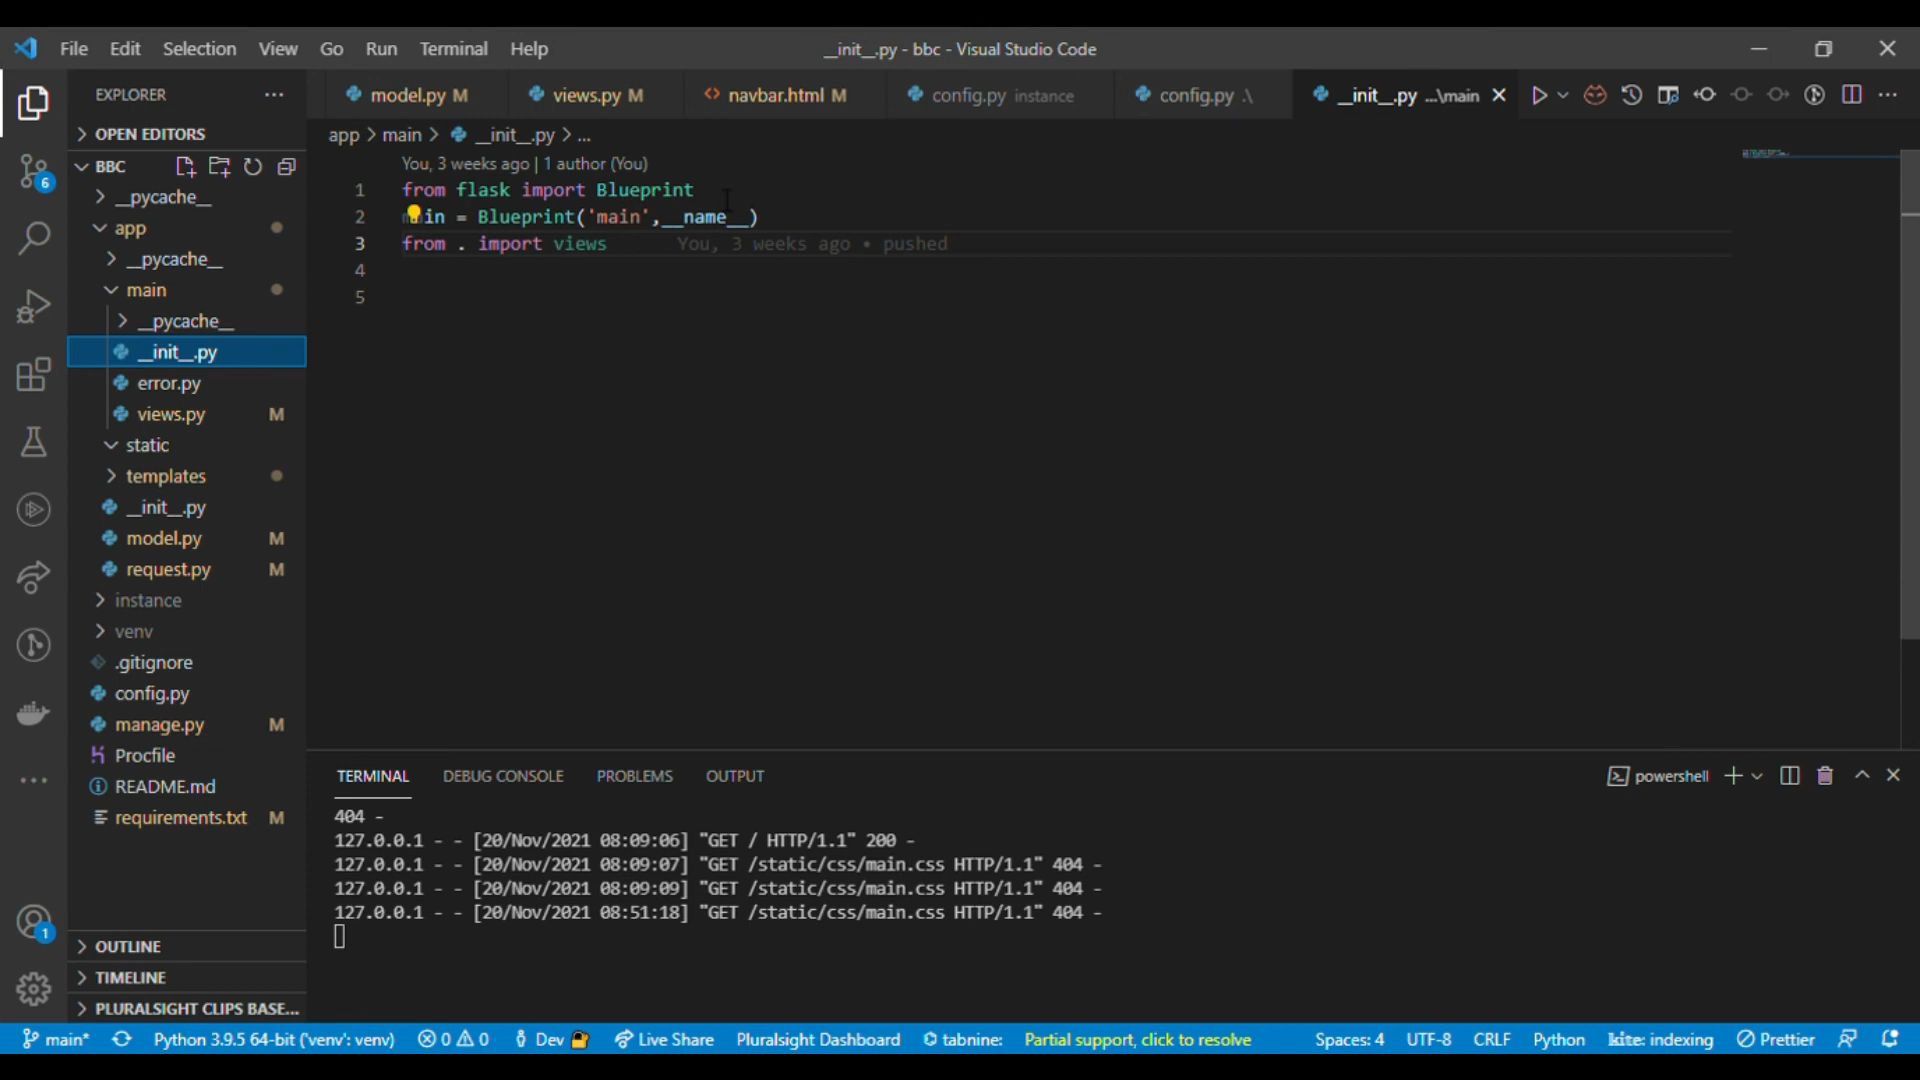 File Edit Selection View Go Run Terminal Help
__init__.py - bbc - Visual Studio Code
EXPLORER
model.py M
views.py M
navbar.html M
config.py instance
config.py .\
__init__.py ...\main
OPEN EDITORS
app > main > __init__.py > ...
BBC
You, 3 weeks ago | 1 author (You)
1 from flask import Blueprint
2 main = Blueprint('main',__name__)
3 from . import views You, 3 weeks ago • pushed
4
5
__pycache__
app
__pycache__
main
__pycache__
__init__.py
error.py
views.py M
static
templates
__init__.py
model.py M
request.py M
instance
venv
.gitignore
config.py
manage.py M
Procfile
README.md
requirements.txt M
OUTLINE
TIMELINE
PLURALSIGHT CLIPS BASE...
6
1
TERMINAL DEBUG CONSOLE PROBLEMS OUTPUT
powershell
404 -
127.0.0.1 - - [20/Nov/2021 08:09:06] "GET / HTTP/1.1" 200 -
127.0.0.1 - - [20/Nov/2021 08:09:07] "GET /static/css/main.css HTTP/1.1" 404 -
127.0.0.1 - - [20/Nov/2021 08:09:09] "GET /static/css/main.css HTTP/1.1" 404 -
127.0.0.1 - - [20/Nov/2021 08:51:18] "GET /static/css/main.css HTTP/1.1" 404 -
main* Python 3.9.5 64-bit ('venv': venv) 0 0 Dev Live Share Pluralsight Dashboard tabnine: Partial support, click to resolve Spaces: 4 UTF-8 CRLF Python kite: indexing Prettier